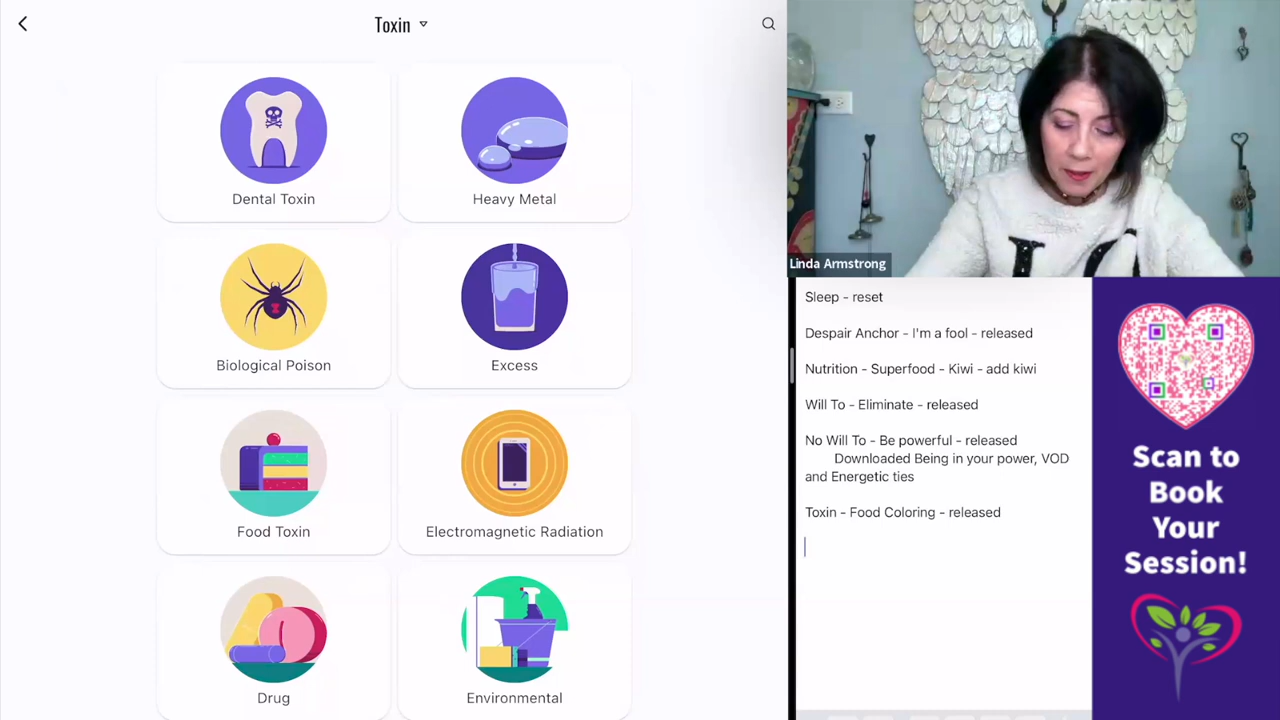 Toxin
Dental Toxin
Heavy Metal
Biological Poison
Excess
Food Toxin
Electromagnetic Radiation
Drug
Environmental
Linda Armstrong
Sleep - reset
Despair Anchor - I'm a fool - released
Nutrition - Superfood - Kiwi - add kiwi
Will To - Eliminate - released
No Will To - Be powerful - released
Downloaded Being in your power, VOD
and Energetic ties
Toxin - Food Coloring - released
Scan to
Book
Your
Session!